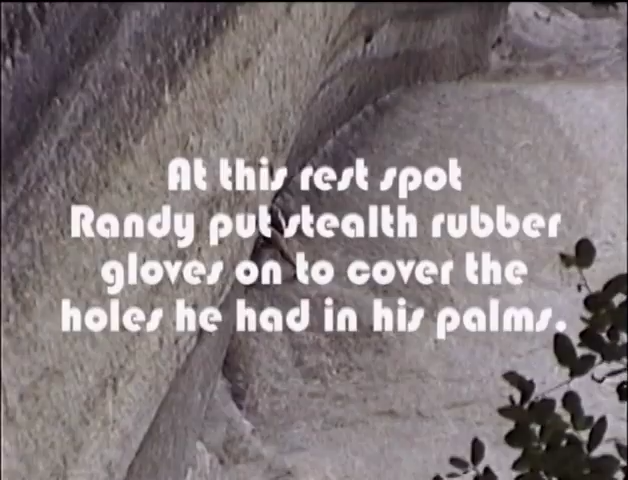 At this rest spot
Randy put stealth rubber
gloves on to cover the
holes he had in his palms.